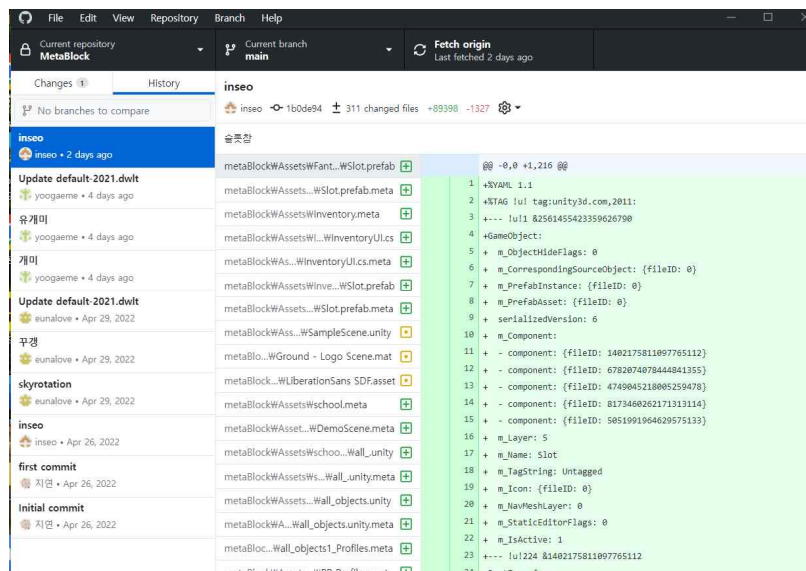 File Edit View Repository Branch Help
Current repository
MetaBlock
Current branch
main
Fetch origin
Last fetched 2 days ago
Changes 1 History
No branches to compare
inseo
inseo • 2 days ago
Update default-2021.dwlt
yoogaeme • 4 days ago
유개미
yoogaeme • 4 days ago
개미
yoogaeme • 4 days ago
Update default-2021.dwlt
eunalove • Apr 29, 2022
꾸갱
eunalove • Apr 29, 2022
skyrotation
eunalove • Apr 29, 2022
inseo
inseo • Apr 26, 2022
first commit
지연 • Apr 26, 2022
Initial commit
지연 • Apr 26, 2022
inseo
inseo 1b0de94 311 changed files +89398 -1327
슬롯창
metaBlock₩Assets₩Fant...₩Slot.prefab
metaBlock₩Assets...₩Slot.prefab.meta
metaBlock₩Assets₩Inventory.meta
metaBlock₩Assets₩I...₩InventoryUI.cs
metaBlock₩As...₩InventoryUI.cs.meta
metaBlock₩Assets₩Inve...₩Slot.prefab
metaBlock₩Assets...₩Slot.prefab.meta
metaBlock₩Ass...₩SampleScene.unity
metaBlo...₩Ground - Logo Scene.mat
metaBlock...₩LiberationSans SDF.asset
metaBlock₩Assets₩school.meta
metaBlock₩Asset...₩DemoScene.meta
metaBlock₩Assets₩schoo...₩all_.unity
metaBlock₩Assets₩s...₩all_.unity.meta
metaBlock₩Assets...₩all_objects.unity
metaBlock₩A...₩all_objects.unity.meta
metaBloc...₩all_objects1_Profiles.meta
@@ -0,0 +1,216 @@
1 +%YAML 1.1
2 +%TAG !u! tag:unity3d.com,2011:
3 +--- !u!1 &2561455423359626790
4 +GameObject:
5 + m_ObjectHideFlags: 0
6 + m_CorrespondingSourceObject: {fileID: 0}
7 + m_PrefabInstance: {fileID: 0}
8 + m_PrefabAsset: {fileID: 0}
9 + serializedVersion: 6
10 + m_Component:
11 + - component: {fileID: 1402175811097765112}
12 + - component: {fileID: 6782074078444841355}
13 + - component: {fileID: 4749045218005259478}
14 + - component: {fileID: 8173460262171313114}
15 + - component: {fileID: 5051991964629575133}
16 + m_Layer: 5
17 + m_Name: Slot
18 + m_TagString: Untagged
19 + m_Icon: {fileID: 0}
20 + m_NavMeshLayer: 0
21 + m_StaticEditorFlags: 0
22 + m_IsActive: 1
23 +--- !u!224 &1402175811097765112